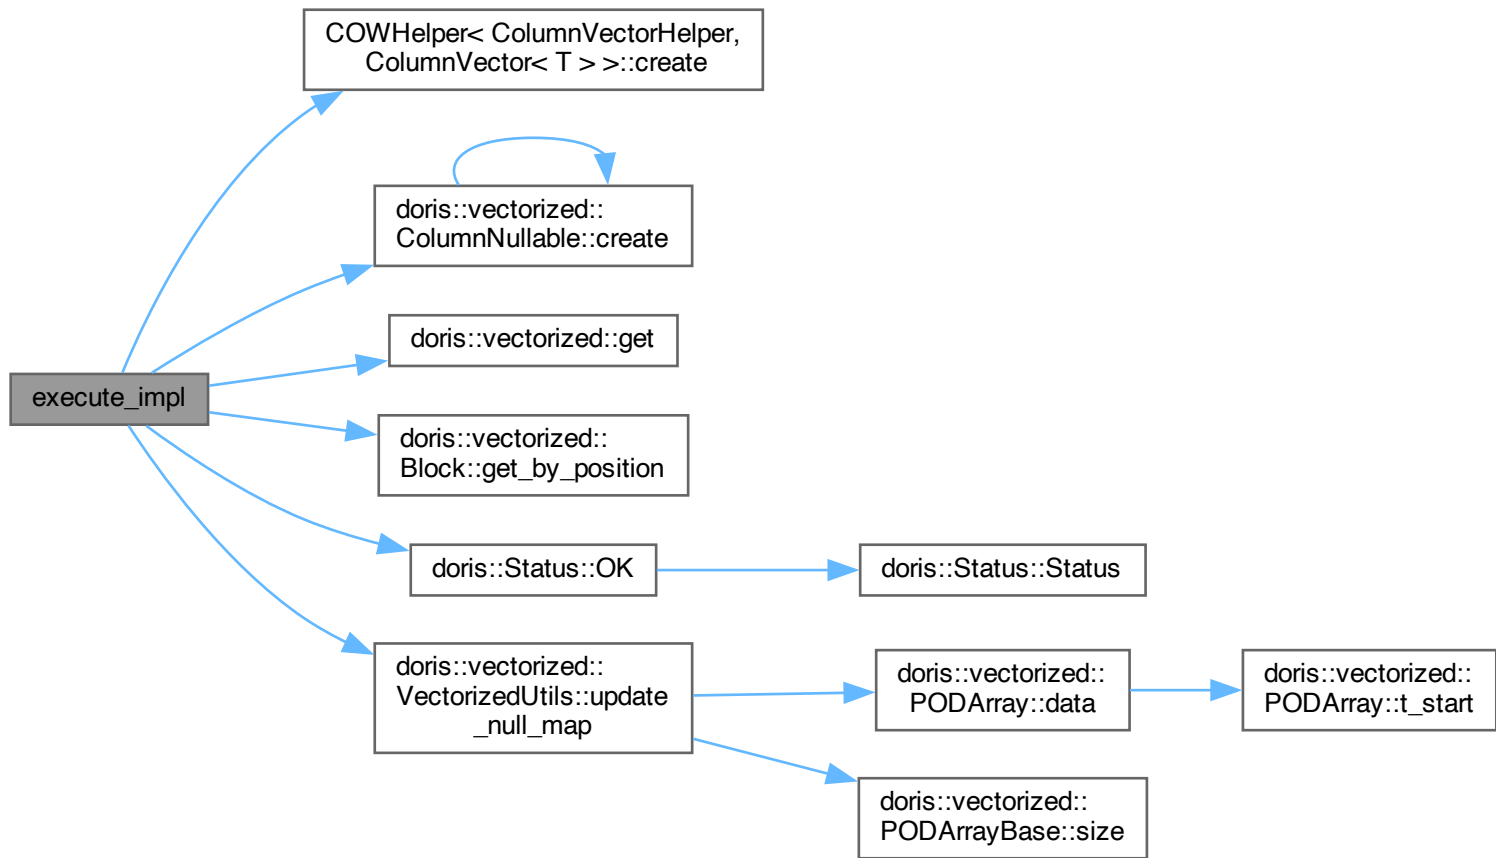 COWHelper< ColumnVectorHelper,
ColumnVector< T > >::create
doris::vectorized::
ColumnNullable::create
doris::vectorized::get
execute_impl
doris::vectorized::
Block::get_by_position
doris::Status::OK
doris::Status::Status
doris::vectorized::
VectorizedUtils::update
_null_map
doris::vectorized::
PODArray::data
doris::vectorized::
PODArray::t_start
doris::vectorized::
PODArrayBase::size